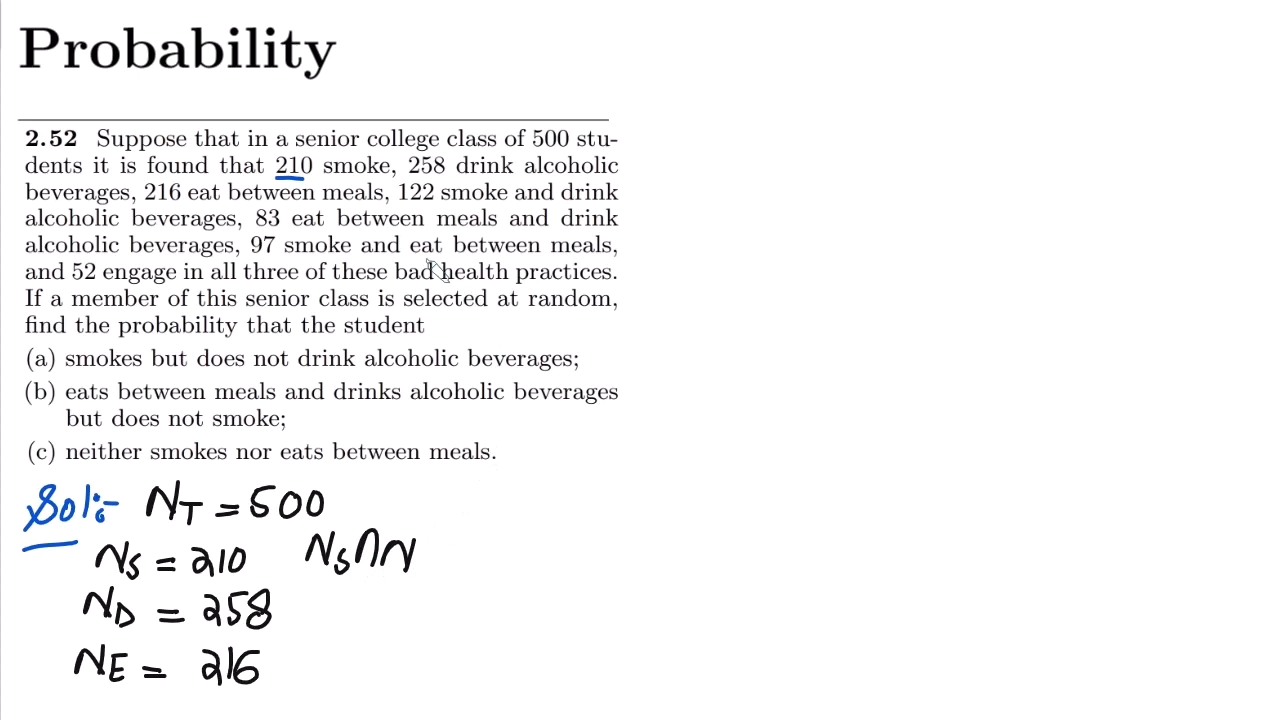 Probability
2.52 Suppose that in a senior college class of 500 stu-
dents it is found that 210 smoke, 258 drink alcoholic
beverages, 216 eat between meals, 122 smoke and drink
alcoholic beverages, 83 eat between meals and drink
alcoholic beverages, 97 smoke and eat between meals,
and 52 engage in all three of these bad health practices.
If a member of this senior class is selected at random,
find the probability that the student
(a) smokes but does not drink alcoholic beverages;
(b) eats between meals and drinks alcoholic beverages
but does not smoke;
(c) neither smokes nor eats between meals.
Sol:- N_T = 500
N_S = 210 N_S∩N
N_D = 258
N_E = 216